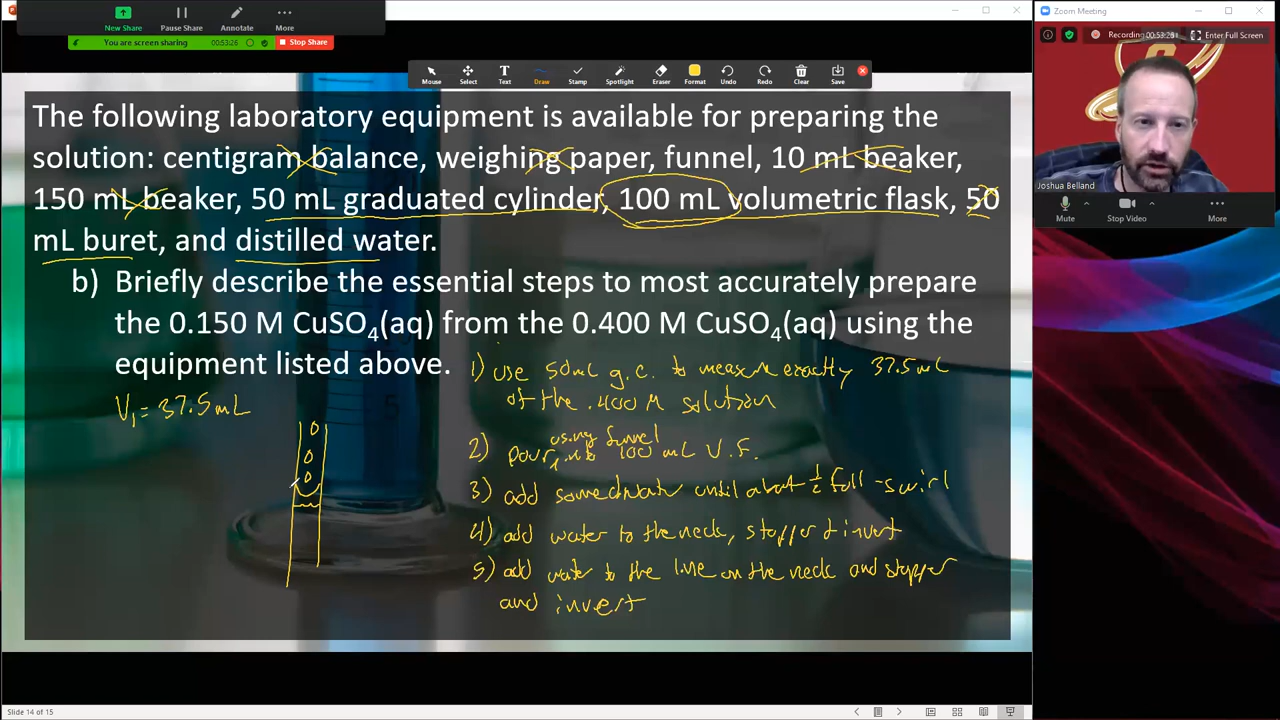 New Share
Pause Share
Annotate
More
You are screen sharing
00:53:26
Stop Share
Mouse
Select
Text
Draw
Stamp
Spotlight
Eraser
Format
Undo
Redo
Clear
Save
Zoom Meeting
Recording
Enter Full Screen
Joshua Belland
Mute
Stop Video
More
The following laboratory equipment is available for preparing the
solution: centigram balance, weighing paper, funnel, 10 mL beaker,
150 mL beaker, 50 mL graduated cylinder, 100 mL volumetric flask, 50
mL buret, and distilled water.
b) Briefly describe the essential steps to most accurately prepare
the 0.150 M CuSO4(aq) from the 0.400 M CuSO4(aq) using the
equipment listed above.
V1 = 37.5mL
0
0
0
1) use 50mL g.c. to measure exactly 37.5mL
of the .400 M solution
using funnel
2) pour into 100 mL V.F.
3) add some water until about 1/2 full - swirl
4) add water to the neck, stopper & invert
5) add water to the line on the neck and stopper
and invert
Slide 14 of 15